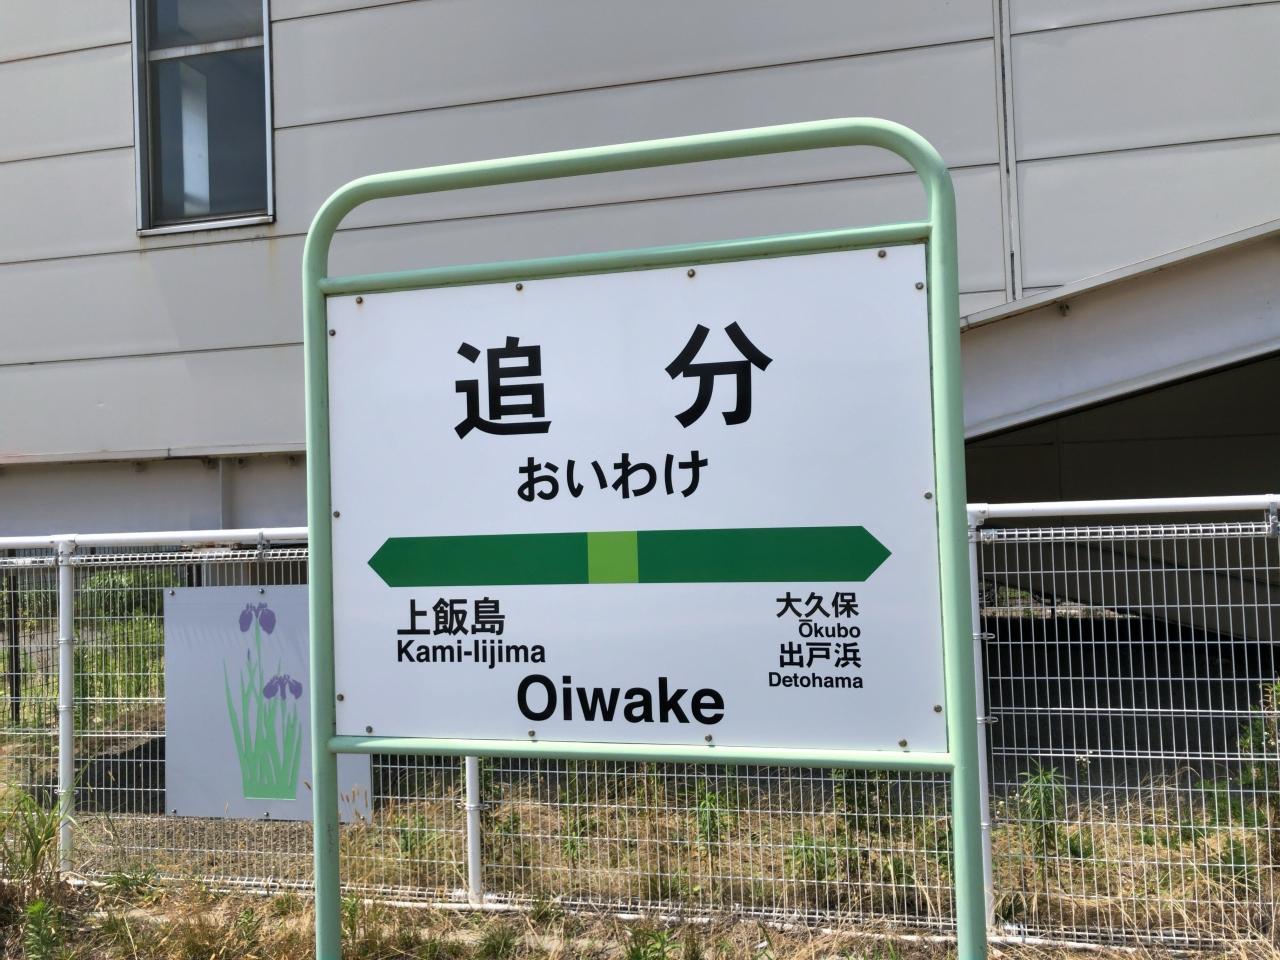 追分
おいわけ
上飯島
Kami-Iijima
大久保
Ōkubo
出戸浜
Detohama
Oiwake